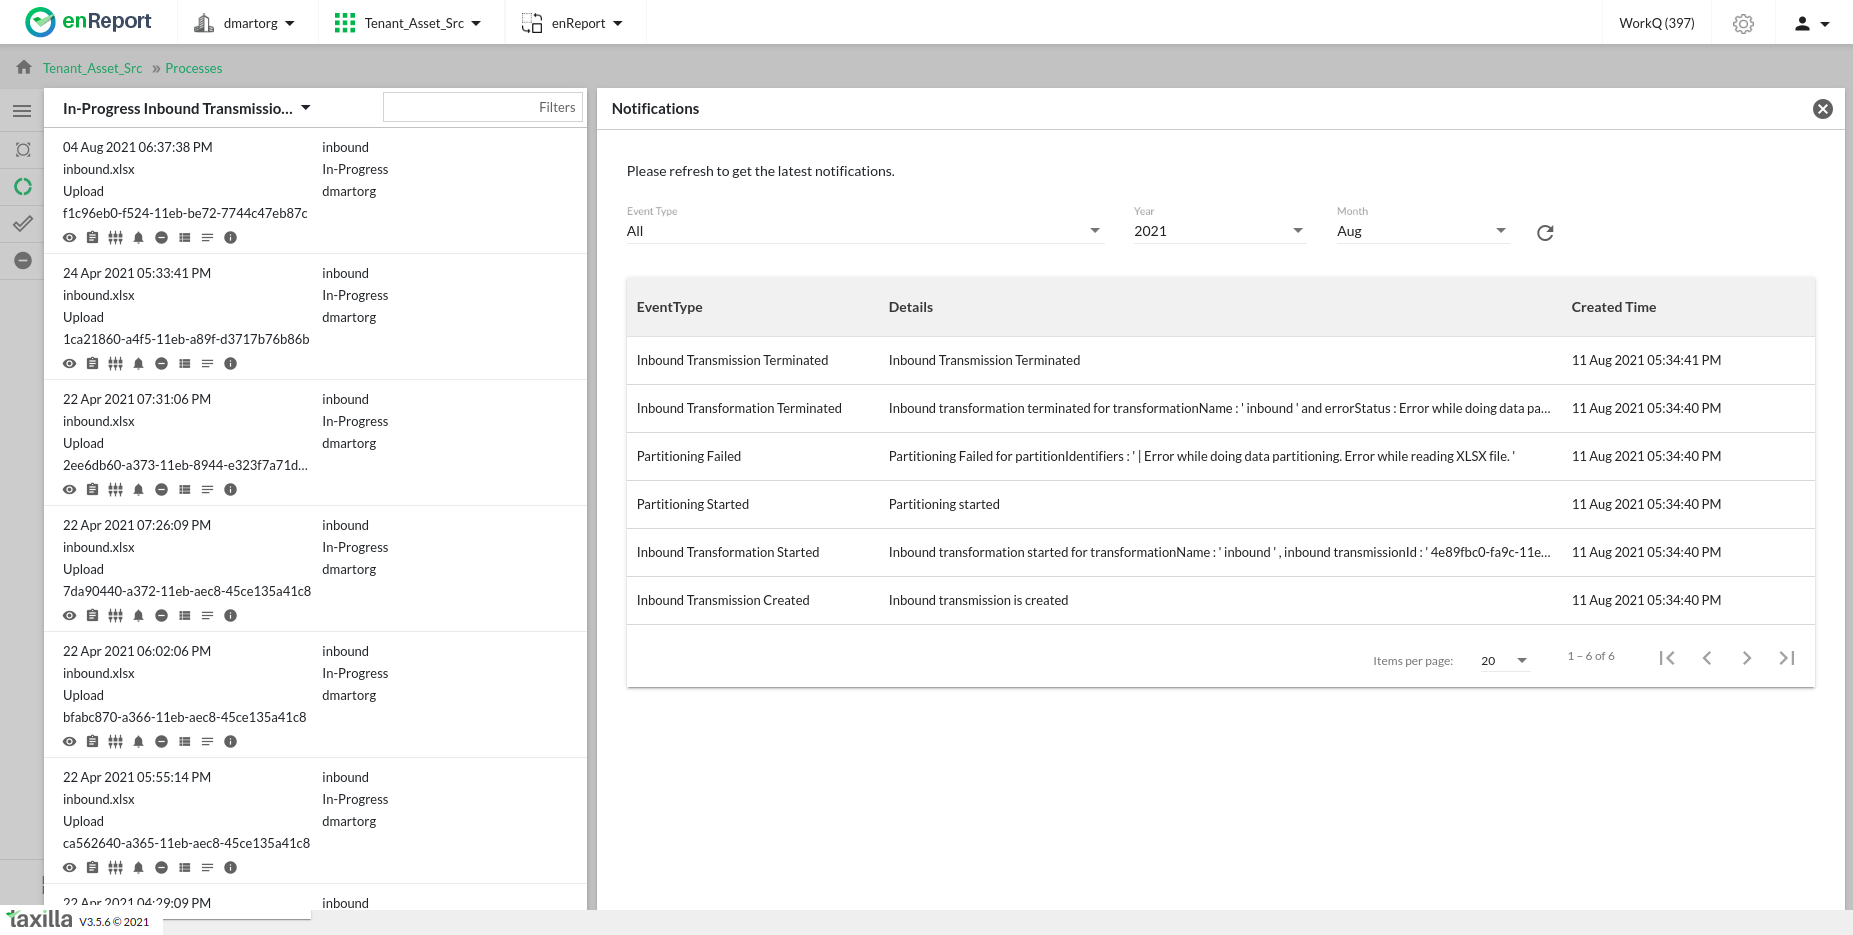 enReport
dmartorg
Tenant_Asset_Src
enReport
WorkQ (397)
Tenant_Asset_Src » Processes
In-Progress Inbound Transmissio...
Filters
04 Aug 2021 06:37:38 PM inbound
inbound.xlsx In-Progress
Upload dmartorg
f1c96eb0-f524-11eb-be72-7744c47eb87c
24 Apr 2021 05:33:41 PM inbound
inbound.xlsx In-Progress
Upload dmartorg
1ca21860-a4f5-11eb-a89f-d3717b76b86b
22 Apr 2021 07:31:06 PM inbound
inbound.xlsx In-Progress
Upload dmartorg
2ee6db60-a373-11eb-8944-e323f7a71d...
22 Apr 2021 07:26:09 PM inbound
inbound.xlsx In-Progress
Upload dmartorg
7da90440-a372-11eb-aec8-45ce135a41c8
22 Apr 2021 06:02:06 PM inbound
inbound.xlsx In-Progress
Upload dmartorg
bfabc870-a366-11eb-aec8-45ce135a41c8
22 Apr 2021 05:55:14 PM inbound
inbound.xlsx In-Progress
Upload dmartorg
ca562640-a365-11eb-aec8-45ce135a41c8
22 Apr 2021 04:29:09 PM inbound
Notifications
Please refresh to get the latest notifications.
Event Type Year Month
All 2021 Aug
EventType Details Created Time
Inbound Transmission Terminated Inbound Transmission Terminated 11 Aug 2021 05:34:41 PM
Inbound Transformation Terminated Inbound transformation terminated for transformationName : ' inbound ' and errorStatus : Error while doing data pa... 11 Aug 2021 05:34:40 PM
Partitioning Failed Partitioning Failed for partitionIdentifiers : ' | Error while doing data partitioning. Error while reading XLSX file. ' 11 Aug 2021 05:34:40 PM
Partitioning Started Partitioning started 11 Aug 2021 05:34:40 PM
Inbound Transformation Started Inbound transformation started for transformationName : ' inbound ' , inbound transmissionId : ' 4e89fbc0-fa9c-11e... 11 Aug 2021 05:34:40 PM
Inbound Transmission Created Inbound transmission is created 11 Aug 2021 05:34:40 PM
Items per page: 20 1 – 6 of 6
taxilla V3.5.6 © 2021